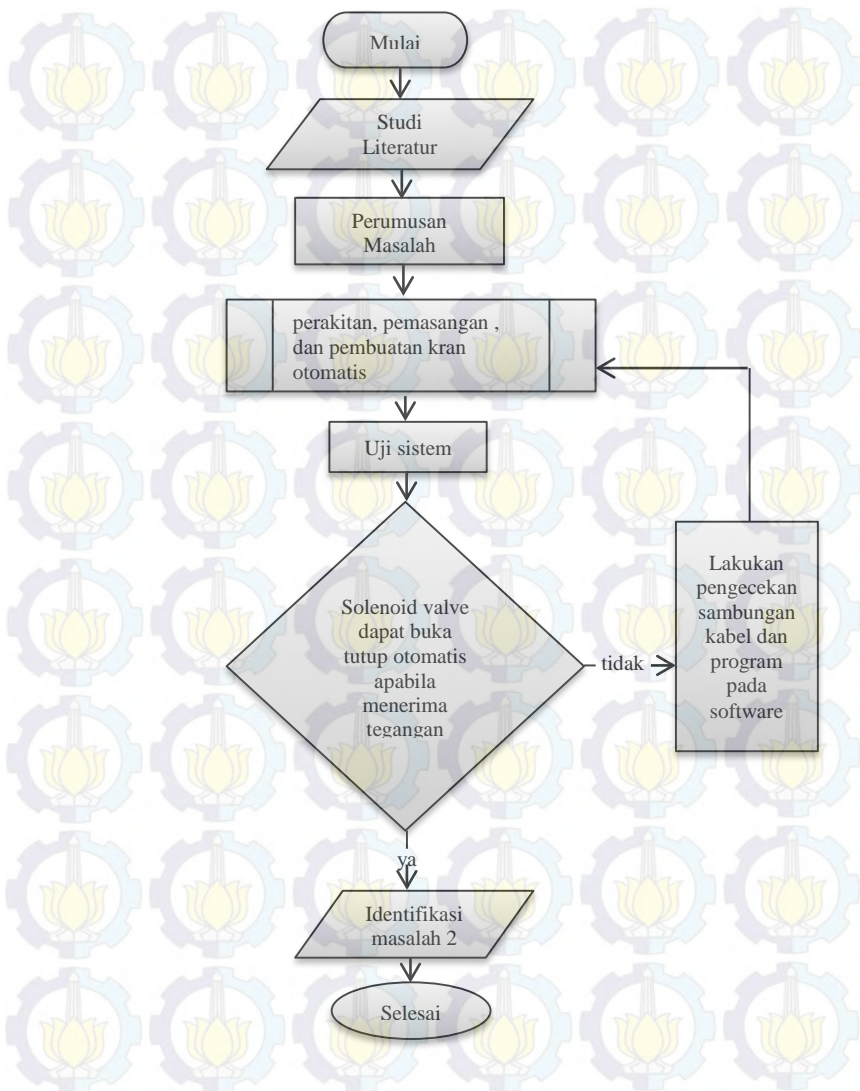 Mulai
Studi
Literatur
Perumusan
Masalah
perakitan, pemasangan ,
dan pembuatan kran
otomatis
Uji sistem
Solenoid valve
dapat buka
tutup otomatis
apabila
menerima
tegangan
tidak
Lakukan
pengecekan
sambungan
kabel dan
program
pada
software
ya
Identifikasi
masalah 2
Selesai